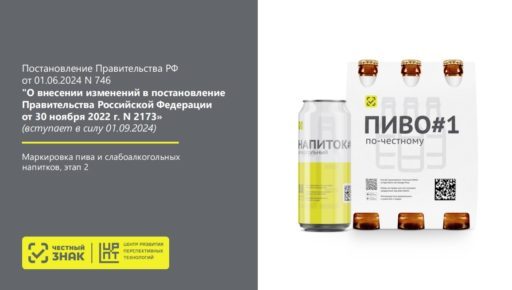 Постановление Правительства РФ
от 01.06.2024 N 746
"О внесении изменений в постановление
Правительства Российской Федерации
от 30 ноября 2022 г. N 2173»
(вступает в силу 01.09.2024)
Маркировка пива и слабоалкогольных
напитков, этап 2
ЧЕСТНЫЙ
ЗНАК
ЦРПТ
ЦЕНТР РАЗВИТИЯ
ПЕРСПЕКТИВНЫХ
ТЕХНОЛОГИЙ
НАПИТОК#
ПИВО#1
по-честному